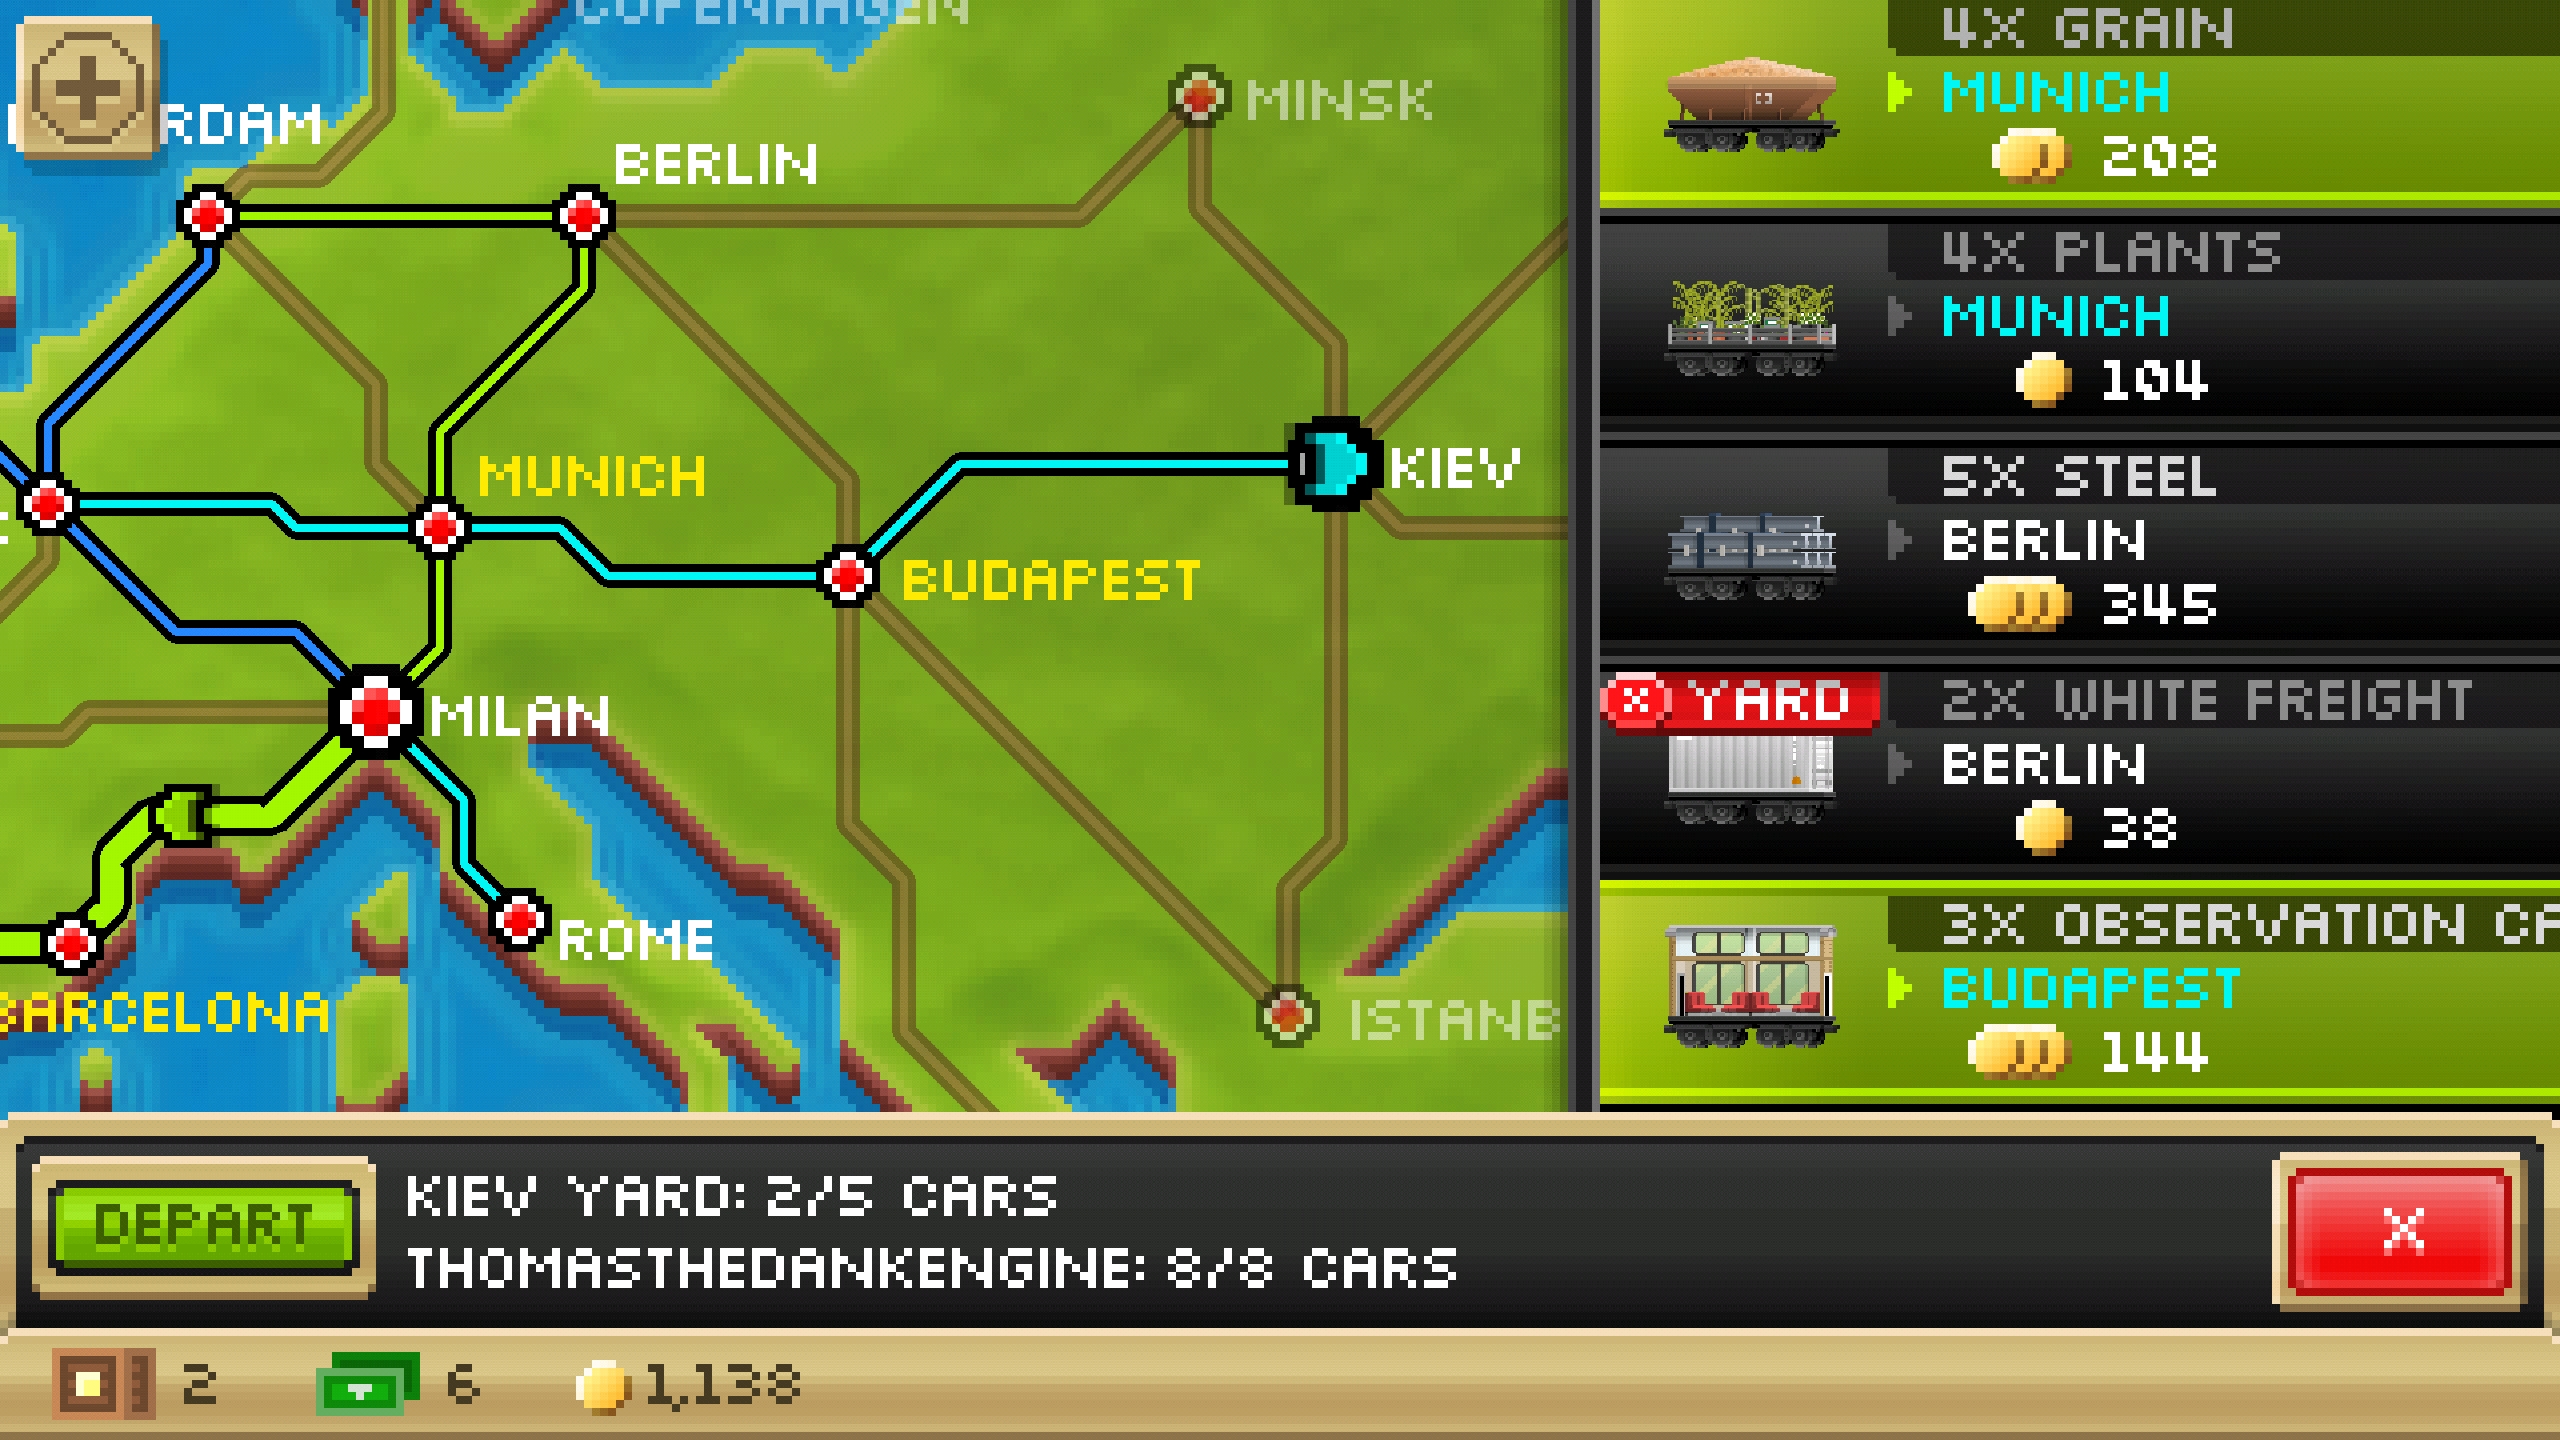 COPENHAGEN
RDAM
BERLIN
MINSK
MUNICH
KIEV
BUDAPEST
MILAN
ROME
BARCELONA
ISTANB
4X GRAIN
MUNICH
208
4X PLANTS
MUNICH
104
5X STEEL
BERLIN
345
X YARD
2X WHITE FREIGHT
BERLIN
38
3X OBSERVATION CA
BUDAPEST
144
DEPART
KIEV YARD: 2/5 CARS
THOMASTHEDANKENGINE: 8/8 CARS
X
2
6
1,138